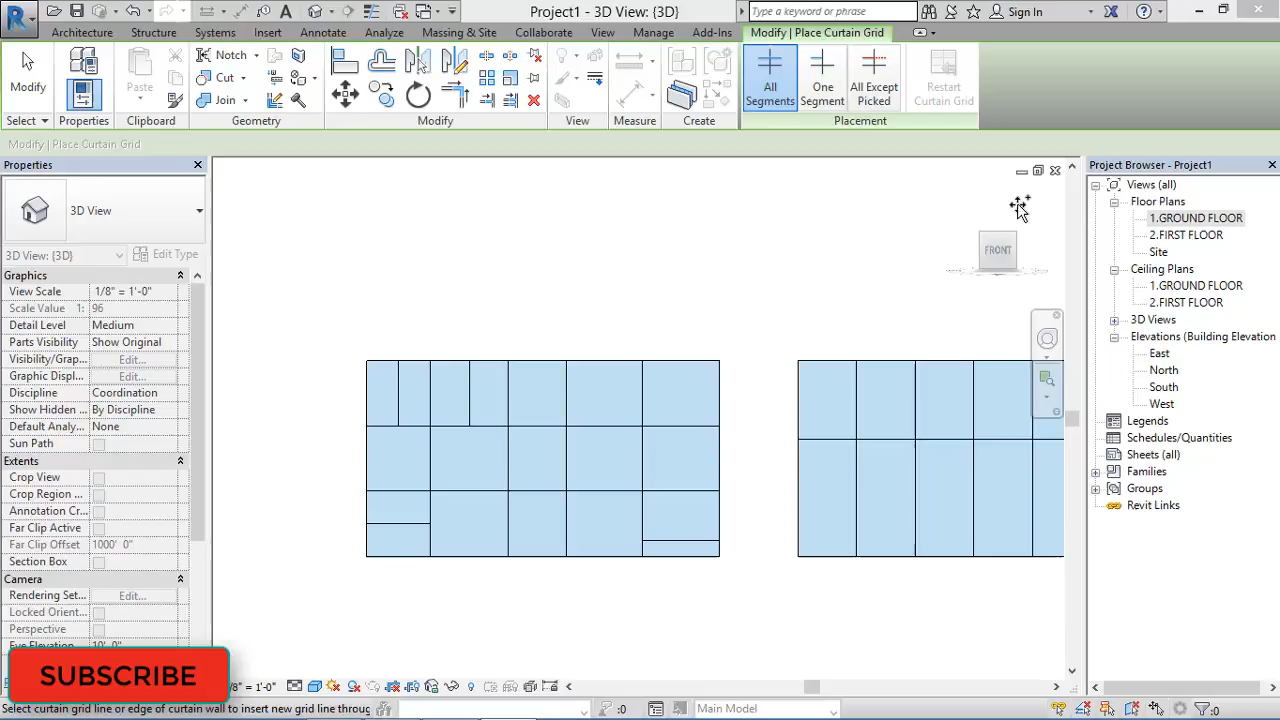 Project1 - 3D View: {3D}
Type a keyword or phrase
Sign In
Architecture Structure Systems Insert Annotate Analyze Massing & Site Collaborate View Manage Add-Ins Modify | Place Curtain Grid
Modify
Paste
Notch
Cut
Join
All Segments
One Segment
All Except Picked
Restart Curtain Grid
Select Properties Clipboard Geometry Modify View Measure Create Placement
Modify | Place Curtain Grid
Properties
3D View
3D View: {3D} Edit Type
Graphics
View Scale 1/8" = 1'-0"
Scale Value 1: 96
Detail Level Medium
Parts Visibility Show Original
Visibility/Grap... Edit...
Graphic Displ... Edit...
Discipline Coordination
Show Hidden ... By Discipline
Default Analy... None
Sun Path
Extents
Crop View
Crop Region ...
Annotation Cr...
Far Clip Active
Far Clip Offset 1000' 0"
Section Box
Camera
Rendering Set... Edit...
Locked Orient...
Perspective
Eye Elevation 10' 0"
SUBSCRIBE
FRONT
Project Browser - Project1
Views (all)
Floor Plans
1.GROUND FLOOR
2.FIRST FLOOR
Site
Ceiling Plans
1.GROUND FLOOR
2.FIRST FLOOR
3D Views
Elevations (Building Elevation
East
North
South
West
Legends
Schedules/Quantities
Sheets (all)
Families
Groups
Revit Links
/8" = 1'-0"
Select curtain grid line or edge of curtain wall to insert new grid line throug
:0
Main Model
:0